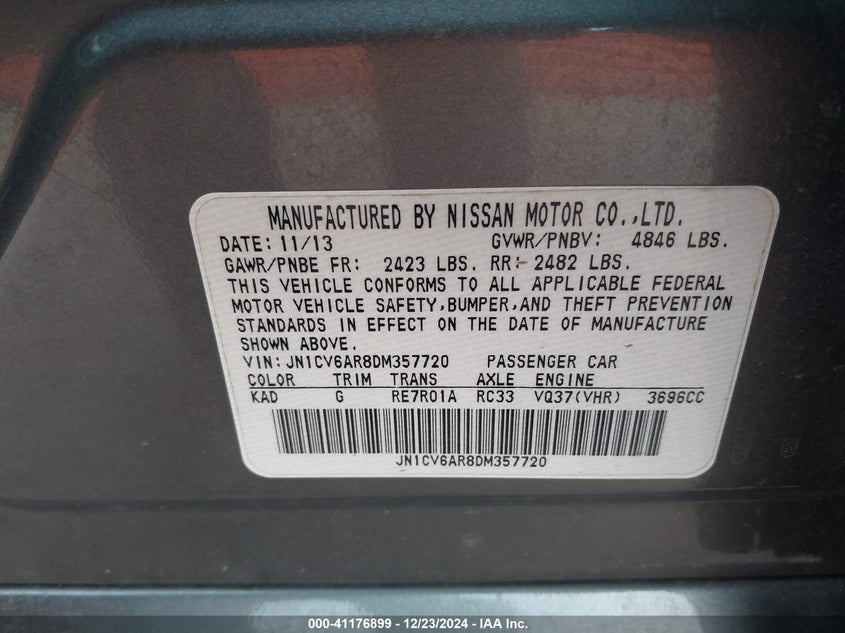 MANUFACTURED BY NISSAN MOTOR CO.,LTD.
DATE: 11/13 GVWR/PNBV: 4846 LBS.
GAWR/PNBE FR: 2423 LBS. RR: 2482 LBS.
THIS VEHICLE CONFORMS TO ALL APPLICABLE FEDERAL
MOTOR VEHICLE SAFETY,BUMPER,AND THEFT PREVENTION
STANDARDS IN EFFECT ON THE DATE OF MANUFACTURE
SHOWN ABOVE.
VIN: JN1CV6AR8DM357720 PASSENGER CAR
COLOR TRIM TRANS AXLE ENGINE
KAD G RE7R01A RC33 VQ37(VHR) 3696CC
JN1CV6AR8DM357720
000-41176899 - 12/23/2024 - IAA Inc.